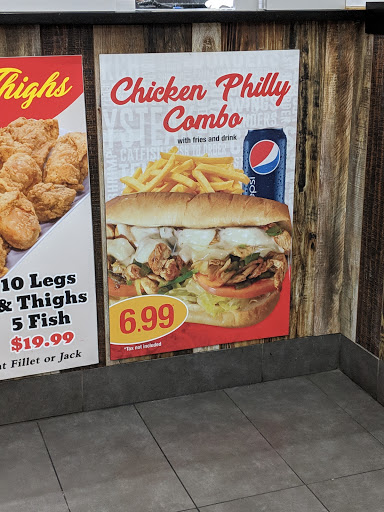 Thighs
10 Legs
& Thighs
5 Fish
$19.99
t Fillet or Jack
Chicken Philly
Combo
with fries and drink
pepsi
6.99
*Tax not included